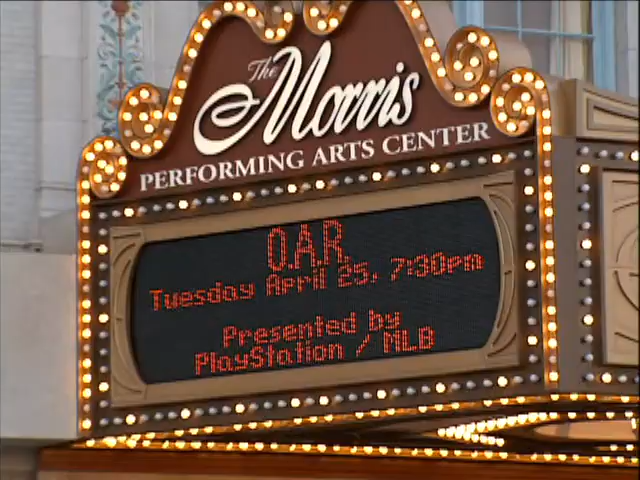 The Morris
PERFORMING ARTS CENTER
O.A.R.
Tuesday April 25, 7:30pm
Presented by
PlayStation / MLB